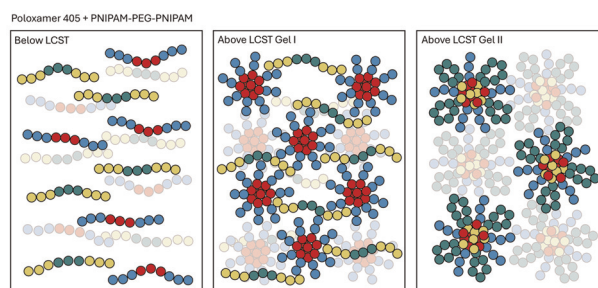 Poloxamer 405 + PNIPAM-PEG-PNIPAM
Below LCST
Above LCST Gel I
Above LCST Gel II